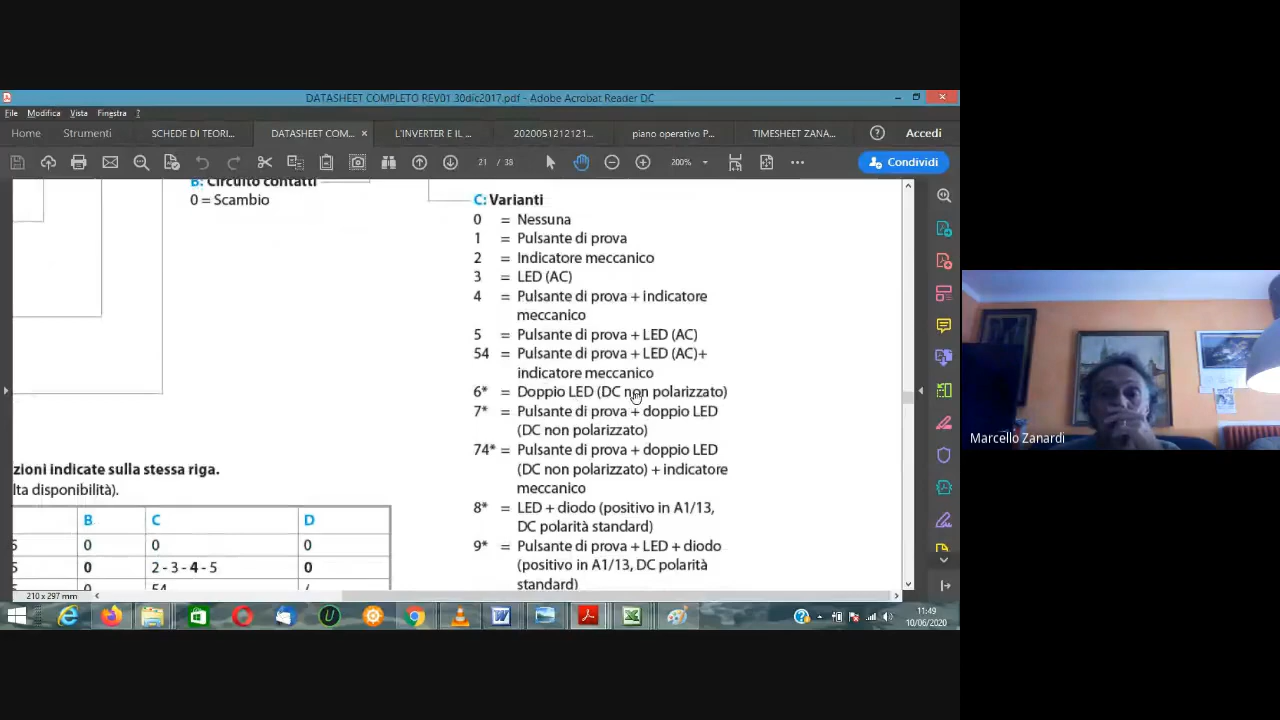 DATASHEET COMPLETO REV01.30dic2017.pdf - Adobe Acrobat Reader DC
File Modifica Vista Finestra ?
Home Strumenti SCHEDE DI TEORI... DATASHEET COM... × L'INVERTER E IL ... 2020051212121... piano operativo P... TIMESHEET ZANA... Accedi
21 / 38 200% Condividi
B: Circuito contatti
0 = Scambio
C: Varianti
0 = Nessuna
1 = Pulsante di prova
2 = Indicatore meccanico
3 = LED (AC)
4 = Pulsante di prova + indicatore
meccanico
5 = Pulsante di prova + LED (AC)
54 = Pulsante di prova + LED (AC)+
indicatore meccanico
6* = Doppio LED (DC non polarizzato)
7* = Pulsante di prova + doppio LED
(DC non polarizzato)
74* = Pulsante di prova + doppio LED
(DC non polarizzato) + indicatore
meccanico
8* = LED + diodo (positivo in A1/13,
DC polarità standard)
9* = Pulsante di prova + LED + diodo
(positivo in A1/13, DC polarità
standard)
zioni indicate sulla stessa riga.
lta disponibilità).
B C D
5 0 0 0
5 0 2 - 3 - 4 - 5 0
5 0 54 /
210 x 297 mm
11:49
10/06/2020
Marcello Zanardi